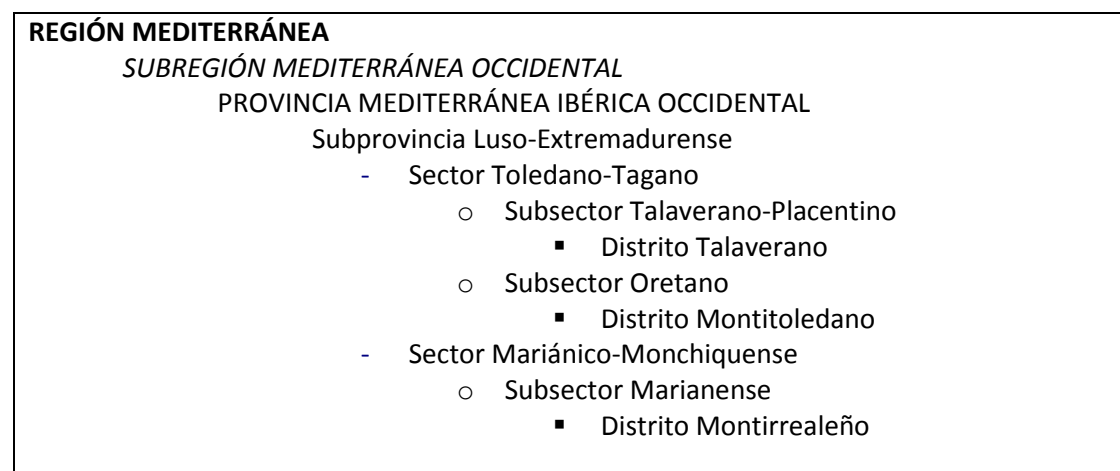 REGIÓN MEDITERRÁNEA
SUBREGIÓN MEDITERRÁNEA OCCIDENTAL
PROVINCIA MEDITERRÁNEA IBÉRICA OCCIDENTAL
Subprovincia Luso-Extremadurense
- Sector Toledano-Tagano
o Subsector Talaverano-Placentino
▪ Distrito Talaverano
o Subsector Oretano
▪ Distrito Montitoledano
- Sector Mariánico-Monchiquense
o Subsector Marianense
▪ Distrito Montirrealeño